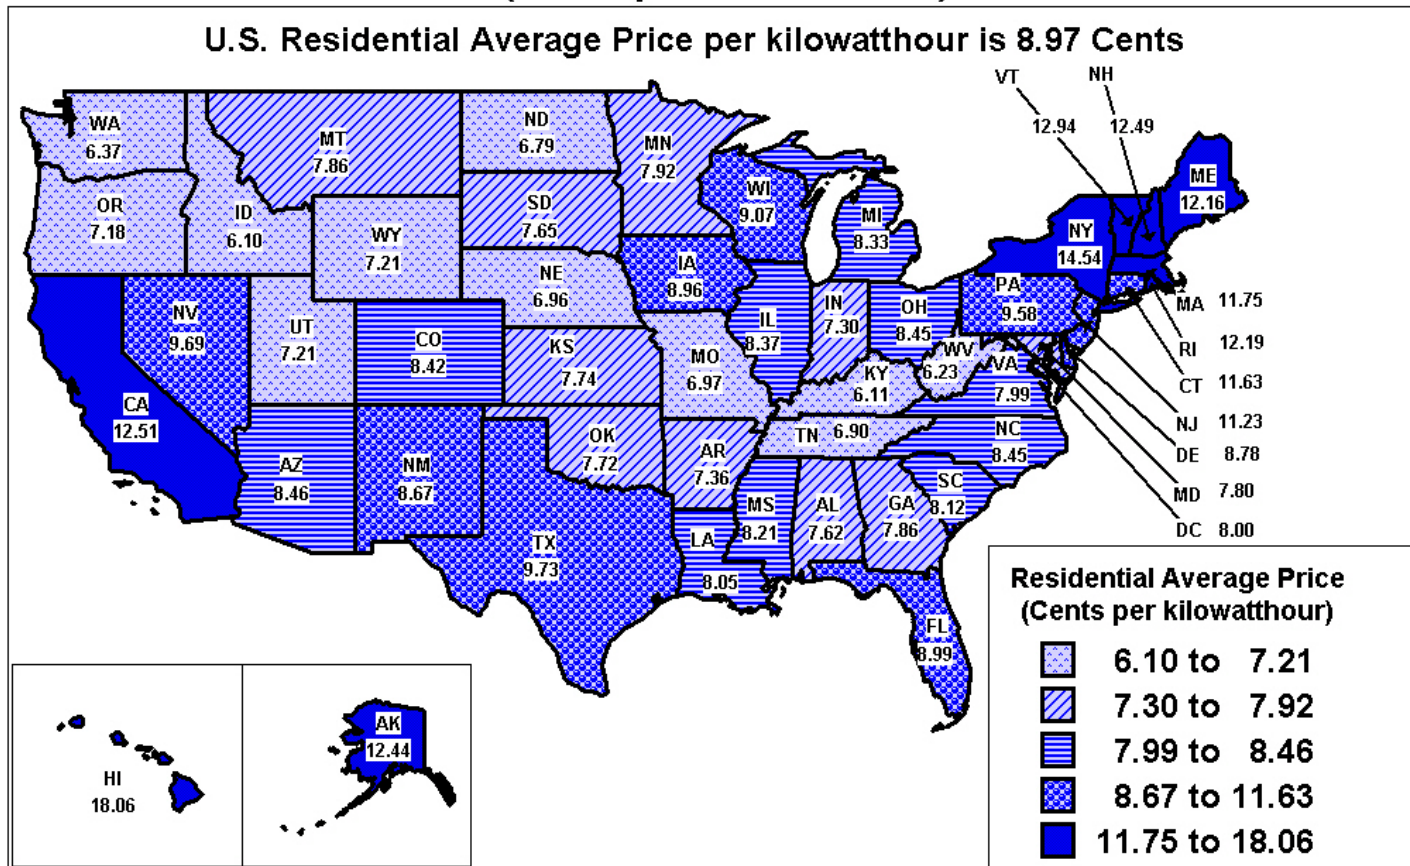 U.S. Residential Average Price per kilowatthour is 8.97 Cents
VT
NH
12.94
12.49
WA
6.37
MT
7.86
ND
6.79
MN
7.92
ME
12.16
OR
7.18
ID
6.10
WY
7.21
SD
7.65
WI
9.07
MI
8.33
NY
14.54
NE
6.96
IA
8.96
PA
9.58
NV
9.69
UT
7.21
CO
8.42
KS
7.74
MO
6.97
IL
8.37
IN
7.30
OH
8.45
WV
6.23
VA
7.99
KY
6.11
MA 11.75
RI 12.19
CT 11.63
NJ 11.23
DE 8.78
MD 7.80
DC 8.00
CA
12.51
AZ
8.46
NM
8.67
OK
7.72
AR
7.36
TN 6.90
NC
8.45
SC
8.12
TX
9.73
LA
8.05
MS
8.21
AL
7.62
GA
7.86
FL
8.99
HI
18.06
AK
12.44
Residential Average Price
(Cents per kilowatthour)
6.10 to 7.21
7.30 to 7.92
7.99 to 8.46
8.67 to 11.63
11.75 to 18.06